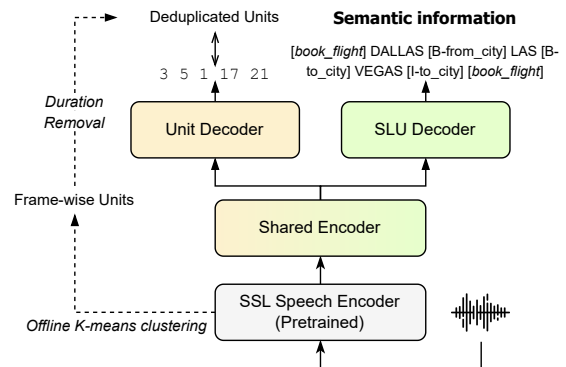 Deduplicated Units
Semantic information
[book_flight] DALLAS [B-from_city] LAS [B-
to_city] VEGAS [I-to_city] [book_flight]
3 5 1 17 21
Duration
Removal
Unit Decoder
SLU Decoder
Frame-wise Units
Shared Encoder
SSL Speech Encoder
(Pretrained)
Offline K-means clustering